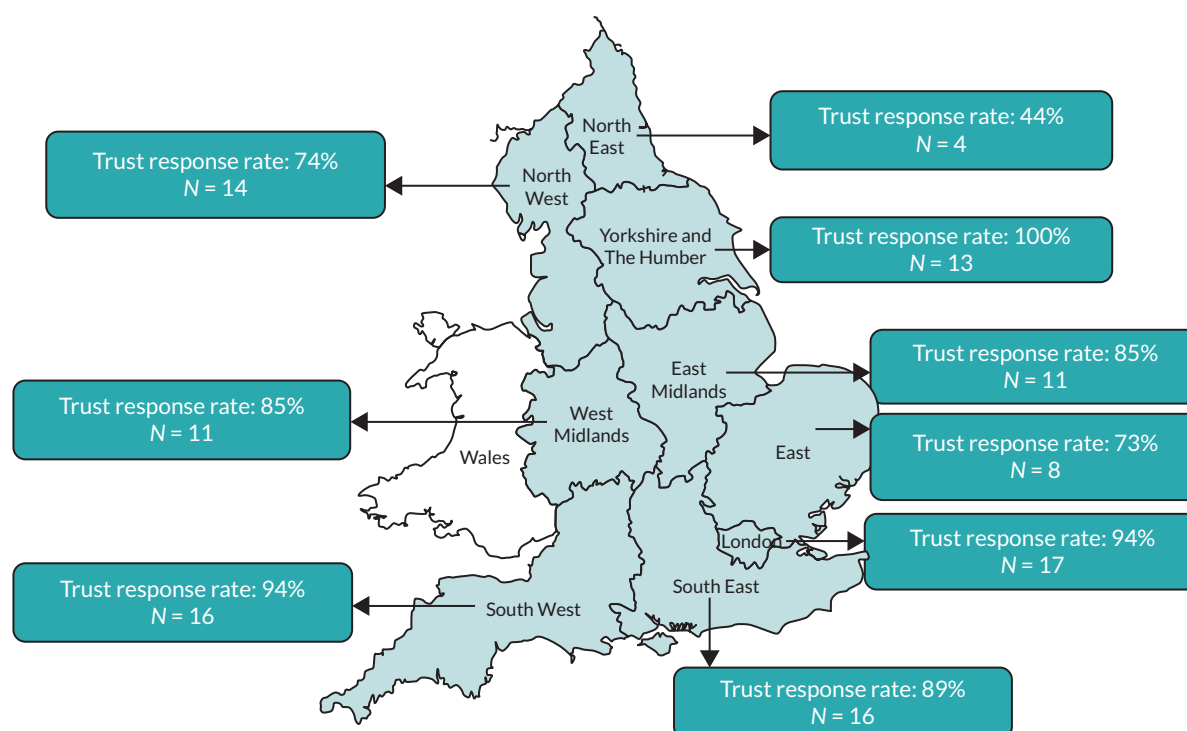 North
East
Trust response rate: 44%
N = 4
Trust response rate: 74%
N = 14
North
West
Yorkshire and
The Humber
Trust response rate: 100%
N = 13
East
Midlands
Trust response rate: 85%
N = 11
Trust response rate: 85%
N = 11
West
Midlands
Wales
East
Trust response rate: 73%
N = 8
London
Trust response rate: 94%
N = 17
Trust response rate: 94%
N = 16
South West
South East
Trust response rate: 89%
N = 16